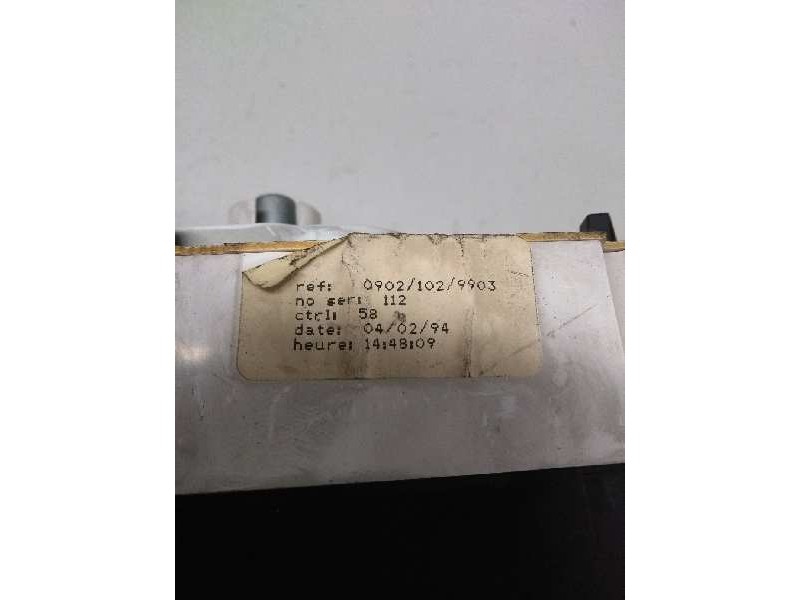 ref: 0902/102/9903
no ser: 112
ctrl: 58
date: 04/02/94
heure: 14:48:09